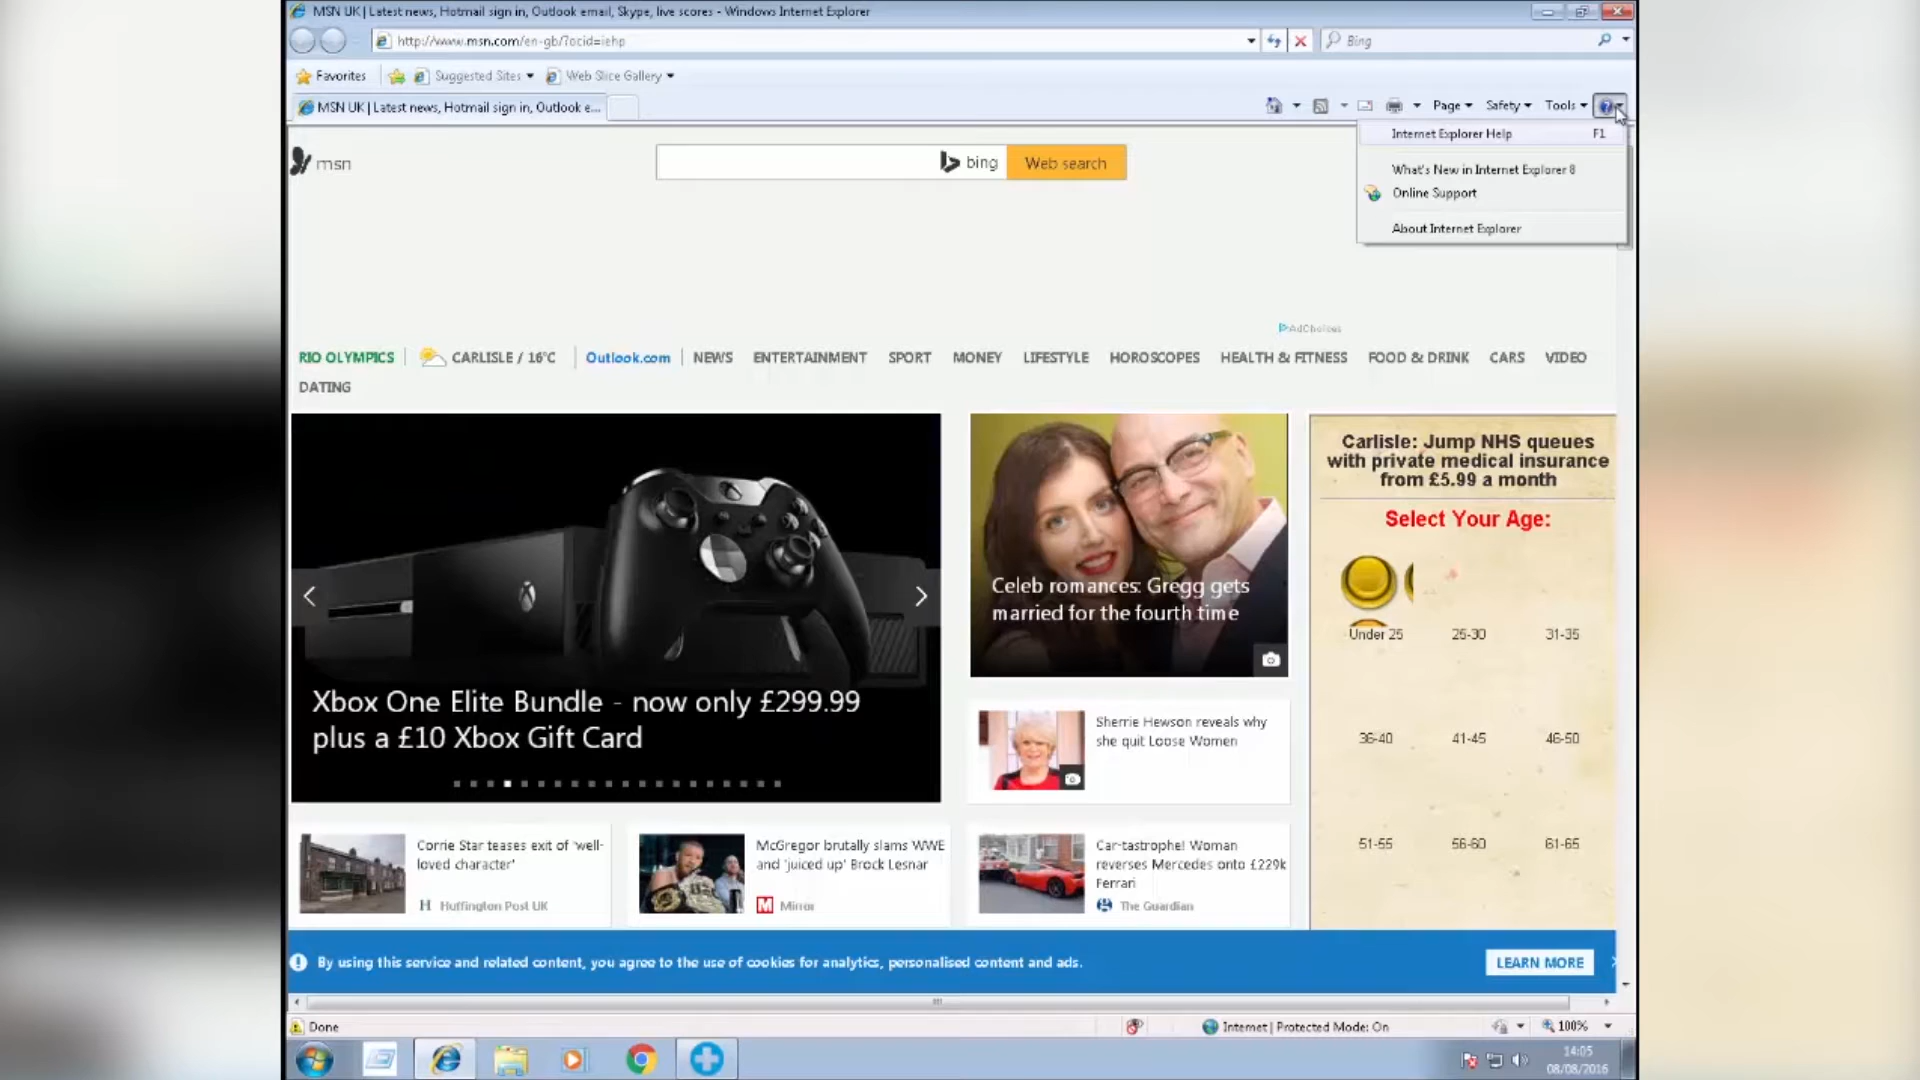 MSN UK | Latest news, Hotmail sign in, Outlook email, Skype, live scores - Windows Internet Explorer
http://www.msn.com/en-gb/?ocid=iehp
Bing
Favorites
Suggested Sites
Web Slice Gallery
MSN UK | Latest news, Hotmail sign in, Outlook e...
Page
Safety
Tools
Internet Explorer Help F1
What's New in Internet Explorer 8
Online Support
About Internet Explorer
msn
bing
Web search
AdChoices
RIO OLYMPICS
CARLISLE / 16°C
Outlook.com
NEWS
ENTERTAINMENT
SPORT
MONEY
LIFESTYLE
HOROSCOPES
HEALTH & FITNESS
FOOD & DRINK
CARS
VIDEO
DATING
Xbox One Elite Bundle - now only £299.99
plus a £10 Xbox Gift Card
Celeb romances: Gregg gets
married for the fourth time
Sherrie Hewson reveals why
she quit Loose Women
Carlisle: Jump NHS queues
with private medical insurance
from £5.99 a month
Select Your Age:
Under 25
25-30
31-35
36-40
41-45
46-50
51-55
56-60
61-65
Corrie Star teases exit of 'well-
loved character'
H Huffington Post UK
McGregor brutally slams WWE
and 'juiced up' Brock Lesnar
M Mirror
Car-tastrophe! Woman
reverses Mercedes onto £229k
Ferrari
The Guardian
By using this service and related content, you agree to the use of cookies for analytics, personalised content and ads.
LEARN MORE
Done
Internet | Protected Mode: On
100%
14:05
08/08/2016